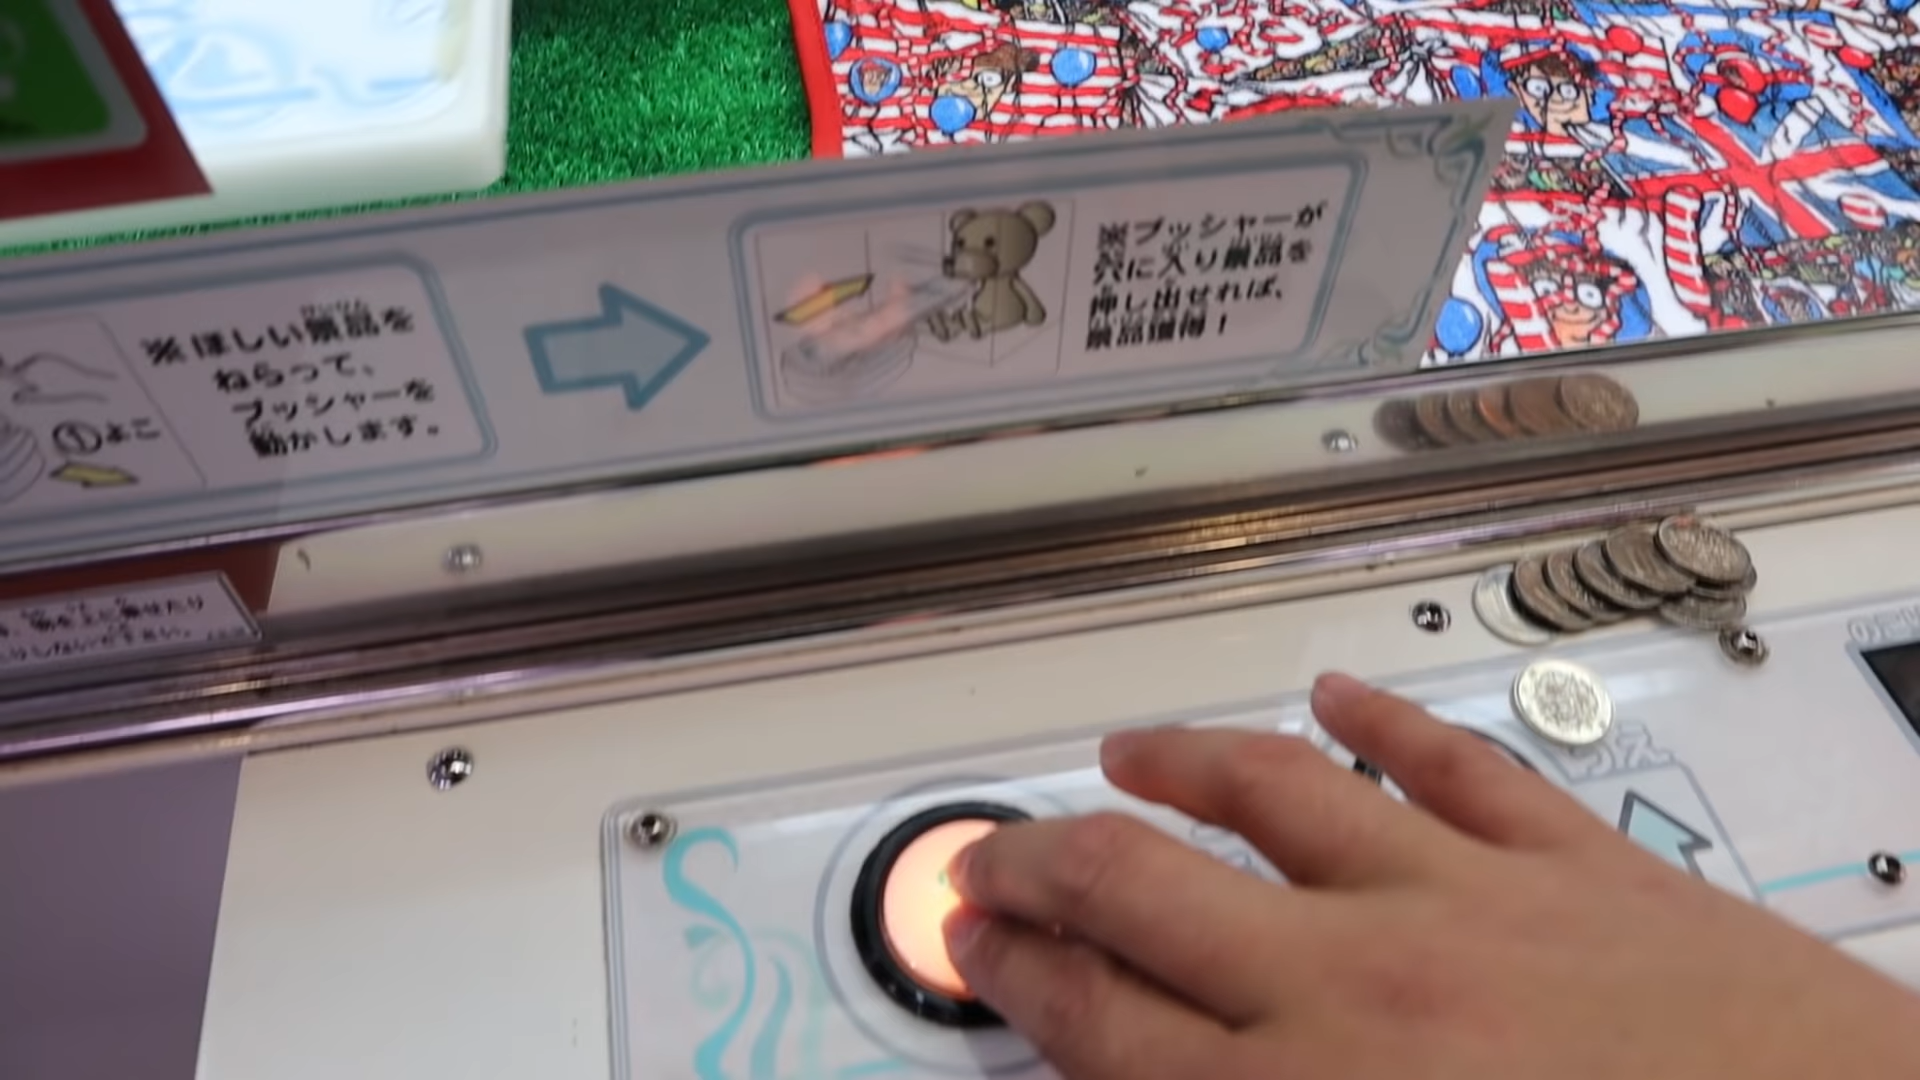 ※ほしい景品を
ねらって、
プッシャーを
動かします。
①よこ
※プッシャーが
穴に入り景品を
押し出せれば、
景品獲得！
うえ